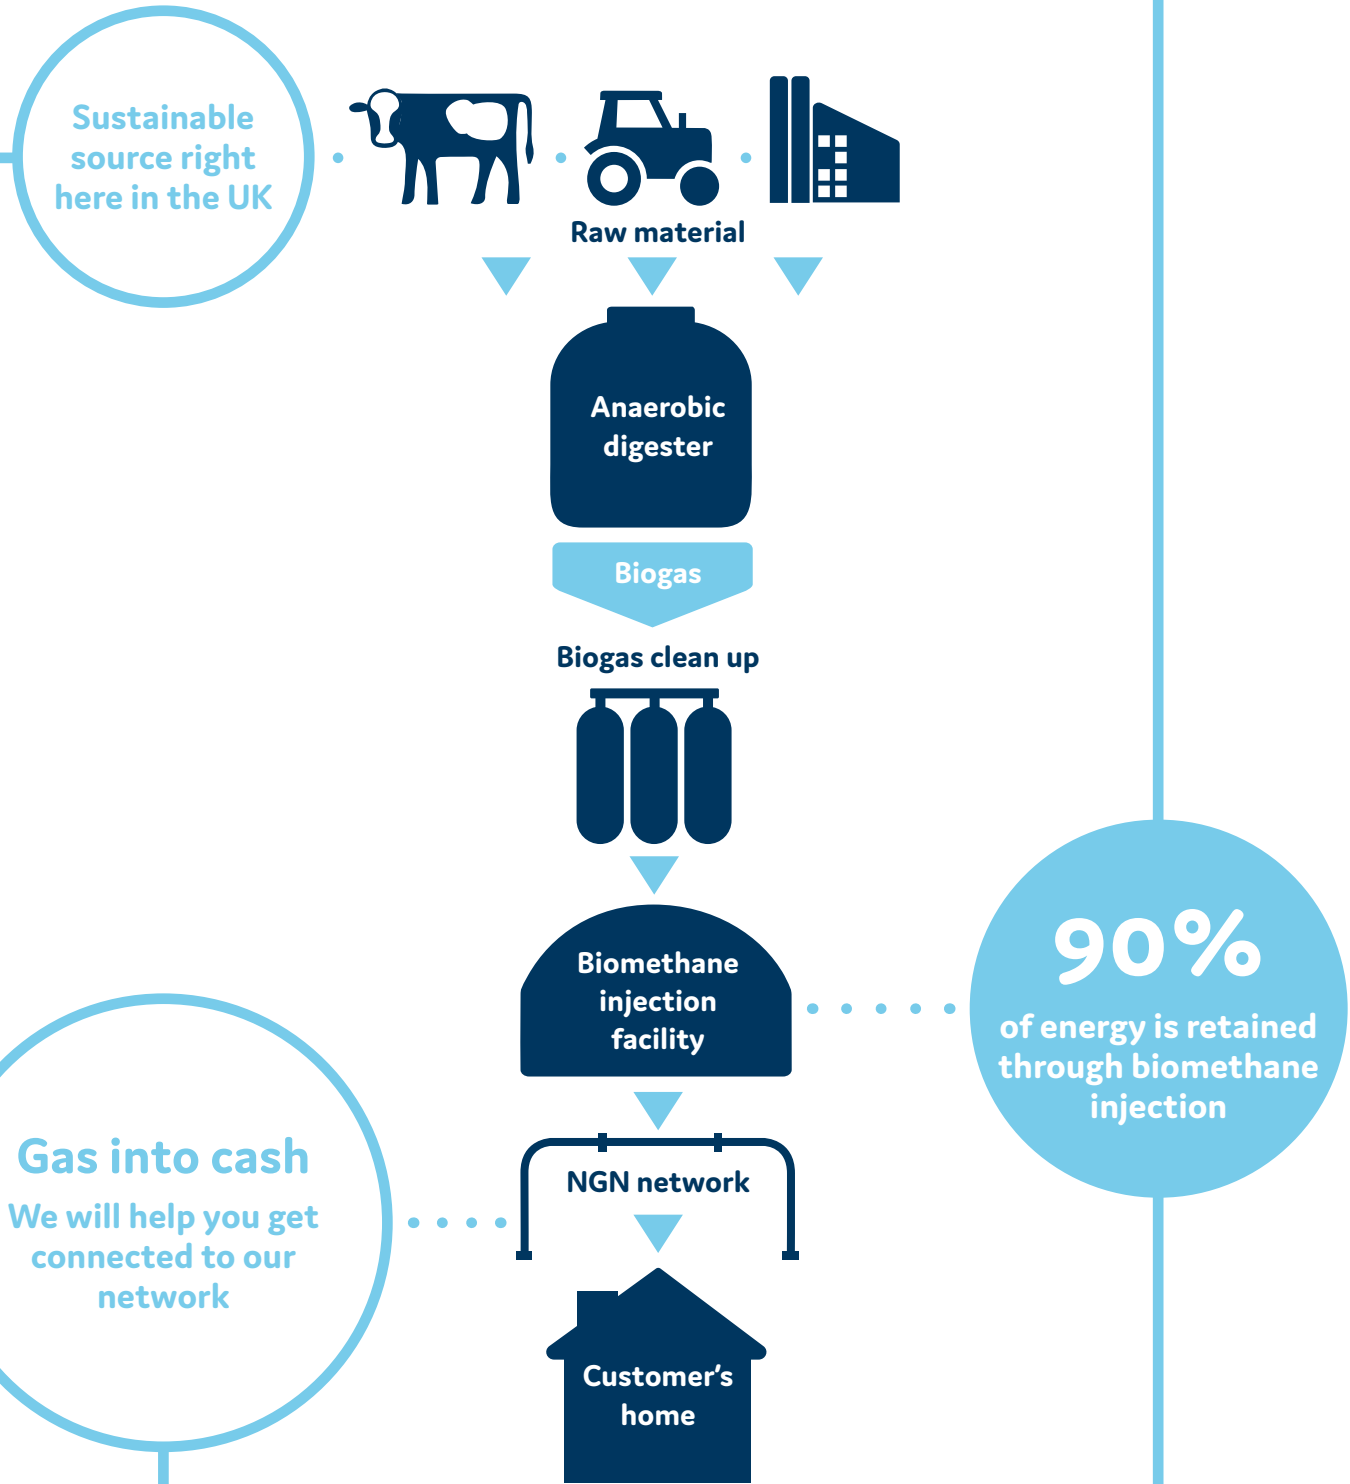 Sustainable
source right
here in the UK
Raw material
Anaerobic
digester
Biogas
Biogas clean up
Biomethane
injection
facility
90%
of energy is retained
through biomethane
injection
Gas into cash
We will help you get
connected to our
network
NGN network
Customer's
home